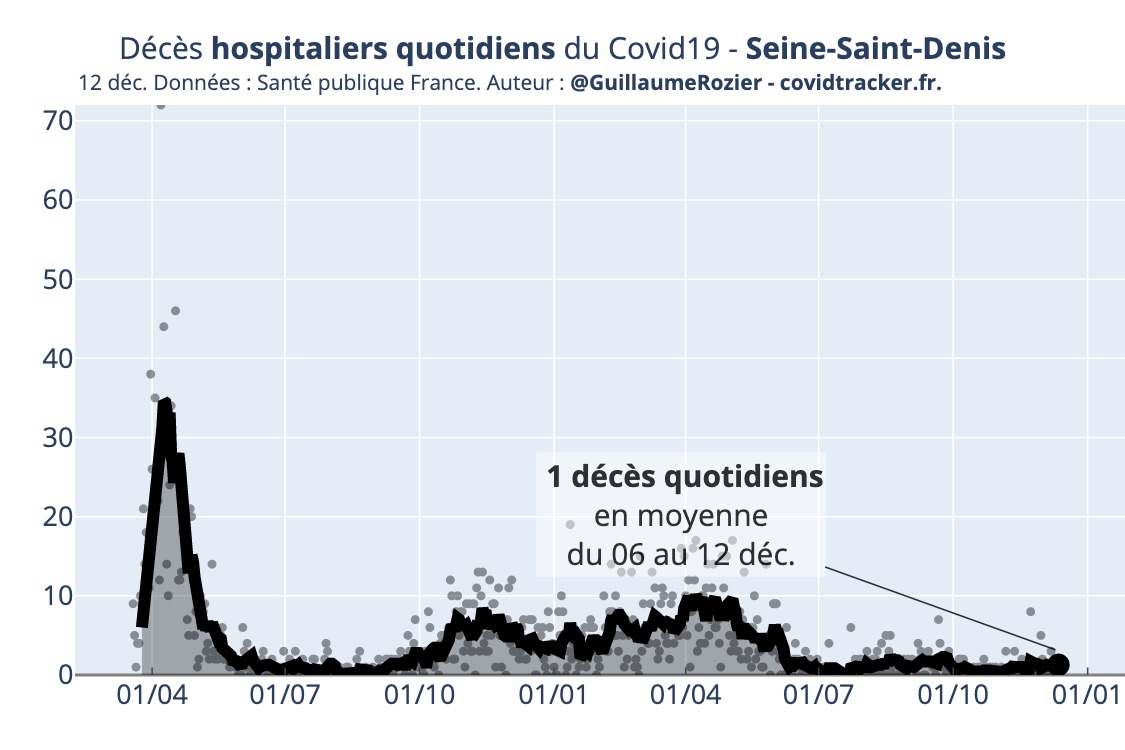 Décès hospitaliers quotidiens du Covid19 - Seine-Saint-Denis
12 déc. Données : Santé publique France. Auteur : @GuillaumeRozier - covidtracker.fr.
70
60
50
40
30
20
10
0
1 décès quotidiens
en moyenne
du 06 au 12 déc.
01/04 01/07 01/10 01/01 01/04 01/07 01/10 01/01